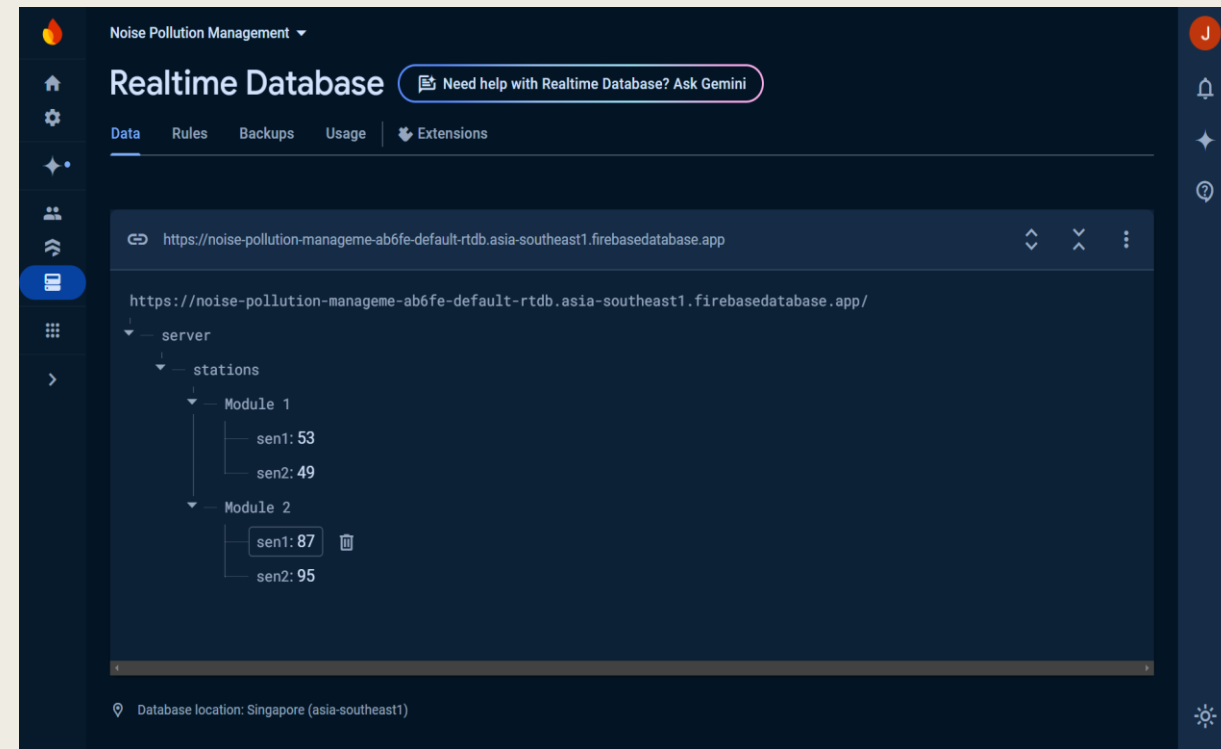 Noise Pollution Management
J
Realtime Database
Need help with Realtime Database? Ask Gemini
Data Rules Backups Usage Extensions
https://noise-pollution-manageme-ab6fe-default-rtdb.asia-southeast1.firebasedatabase.app
https://noise-pollution-manageme-ab6fe-default-rtdb.asia-southeast1.firebasedatabase.app/
server
stations
Module 1
sen1: 53
sen2: 49
Module 2
sen1: 87
sen2: 95
Database location: Singapore (asia-southeast1)